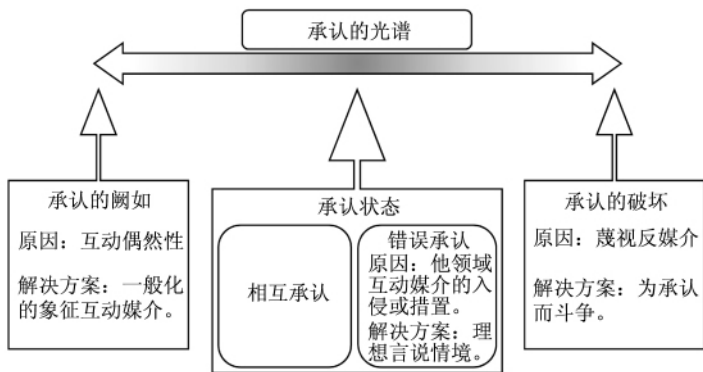 承认的光谱
承认的阙如
原因：互动偶然性
解决方案：一般化
的象征互动媒介。
承认状态
相互承认
错误承认
原因：他领域
互动媒介的入
侵或措置。
解决方案：理
想言说情境。
承认的破坏
原因：蔑视反媒介
解决方案：为承认
而斗争。